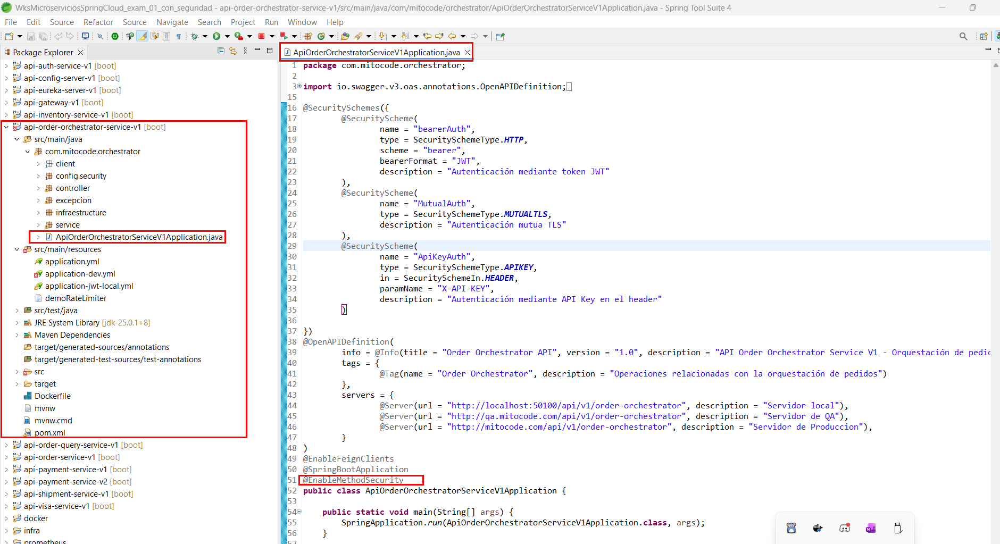 WksMicroserviciosSpringCloud_exam_01_con_seguridad - api-order-orchestrator-service-v1/src/main/java/com/mitocode/orchestrator/ApiOrderOrchestratorServiceV1Application.java - Spring Tool Suite 4
File Edit Source Refactor Source Navigate Search Project Run Window Help
Package Explorer
api-auth-service-v1 [boot]
api-config-server-v1 [boot]
api-eureka-server-v1 [boot]
api-gateway-v1 [boot]
api-inventory-service-v1 [boot]
api-order-orchestrator-service-v1 [boot]
src/main/java
com.mitocode.orchestrator
client
config.security
controller
excepcion
infraestructure
service
ApiOrderOrchestratorServiceV1Application.java
src/main/resources
application.yml
application-dev.yml
application-jwt-local.yml
demoRateLimiter
src/test/java
JRE System Library [jdk-25.0.1+8]
Maven Dependencies
target/generated-sources/annotations
target/generated-test-sources/test-annotations
src
target
Dockerfile
mvnw
mvnw.cmd
pom.xml
api-order-query-service-v1 [boot]
api-order-service-v1 [boot]
api-payment-service-v1 [boot]
api-payment-service-v2 [boot]
api-shipment-service-v1 [boot]
api-visa-service-v1 [boot]
docker
infra
prometheus
ApiOrderOrchestratorServiceV1Application.java
1 package com.mitocode.orchestrator;
2
3 import io.swagger.v3.oas.annotations.OpenAPIDefinition;
15
16 @SecuritySchemes({
17 @SecurityScheme(
18 name = "bearerAuth",
19 type = SecuritySchemeType.HTTP,
20 scheme = "bearer",
21 bearerFormat = "JWT",
22 description = "Autenticación mediante token JWT"
23 ),
24 @SecurityScheme(
25 name = "MutualAuth",
26 type = SecuritySchemeType.MUTUALTLS,
27 description = "Autenticación mutua TLS"
28 ),
29 @SecurityScheme(
30 name = "ApiKeyAuth",
31 type = SecuritySchemeType.APIKEY,
32 in = SecuritySchemeIn.HEADER,
33 paramName = "X-API-KEY",
34 description = "Autenticación mediante API Key en el header"
35 )
36
37 })
38 @OpenAPIDefinition(
39 info = @Info(title = "Order Orchestrator API", version = "1.0", description = "API Order Orchestrator Service V1 - Orquestación de pedid
40 tags = {
41 @Tag(name = "Order Orchestrator", description = "Operaciones relacionadas con la orquestación de pedidos")
42 },
43 servers = {
44 @Server(url = "http://localhost:50100/api/v1/order-orchestrator", description = "Servidor local"),
45 @Server(url = "http://qa.mitocode.com/api/v1/order-orchestrator", description = "Servidor de QA"),
46 @Server(url = "http://mitocode.com/api/v1/order-orchestrator", description = "Servidor de Produccion"),
47 }
48 )
49 @EnableFeignClients
50 @SpringBootApplication
51 @EnableMethodSecurity
52 public class ApiOrderOrchestratorServiceV1Application {
53
54 public static void main(String[] args) {
55 SpringApplication.run(ApiOrderOrchestratorServiceV1Application.class, args);
56 }
57